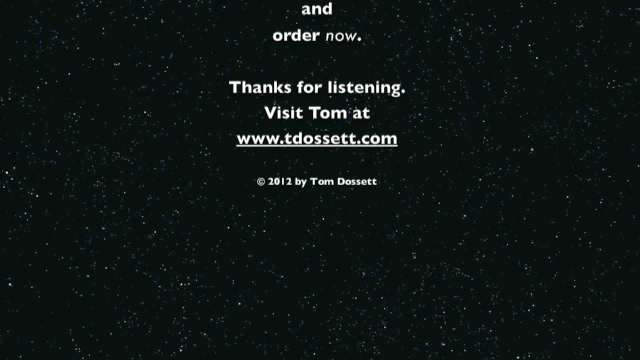 and
order now.
Thanks for listening.
Visit Tom at
www.tdossett.com
© 2012 by Tom Dossett